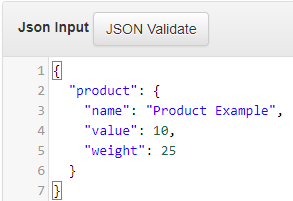 Json Input JSON Validate
1 {
2   "product": {
3     "name": "Product Example",
4     "value": 10,
5     "weight": 25
6   }
7 }